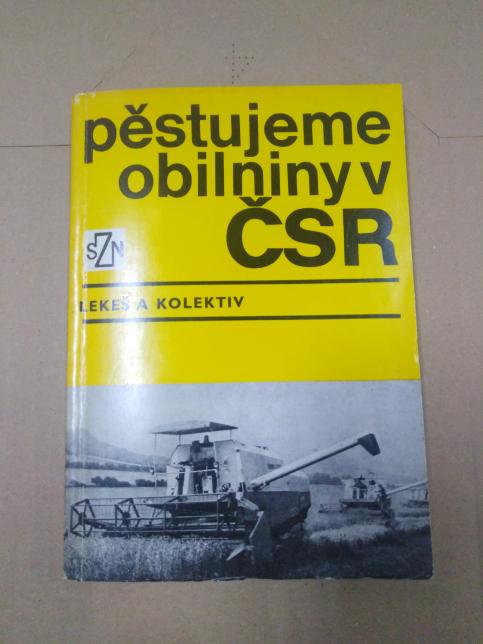 pěstujeme
obilniny v
ČSR
SZN
LEKEŠ A KOLEKTIV